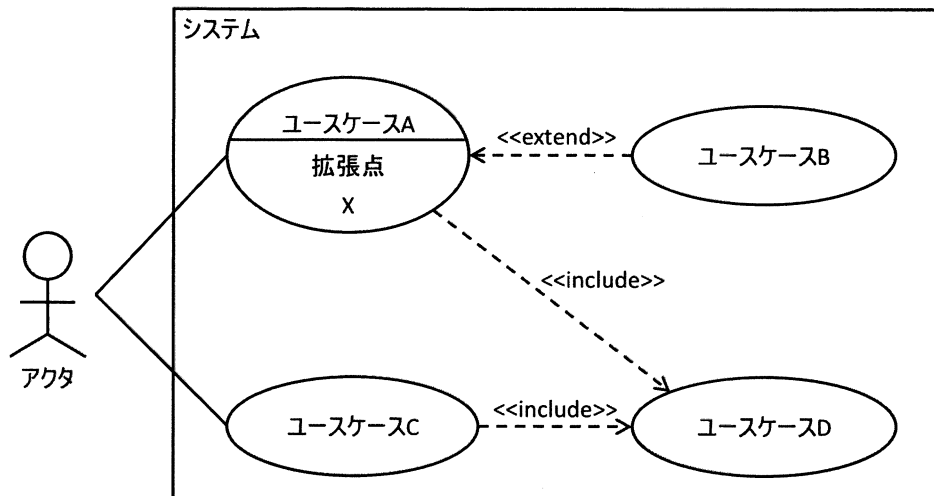 システム
ユースケースA
拡張点
X
<<extend>>
ユースケースB
<<include>>
アクタ
ユースケースC
<<include>>
ユースケースD